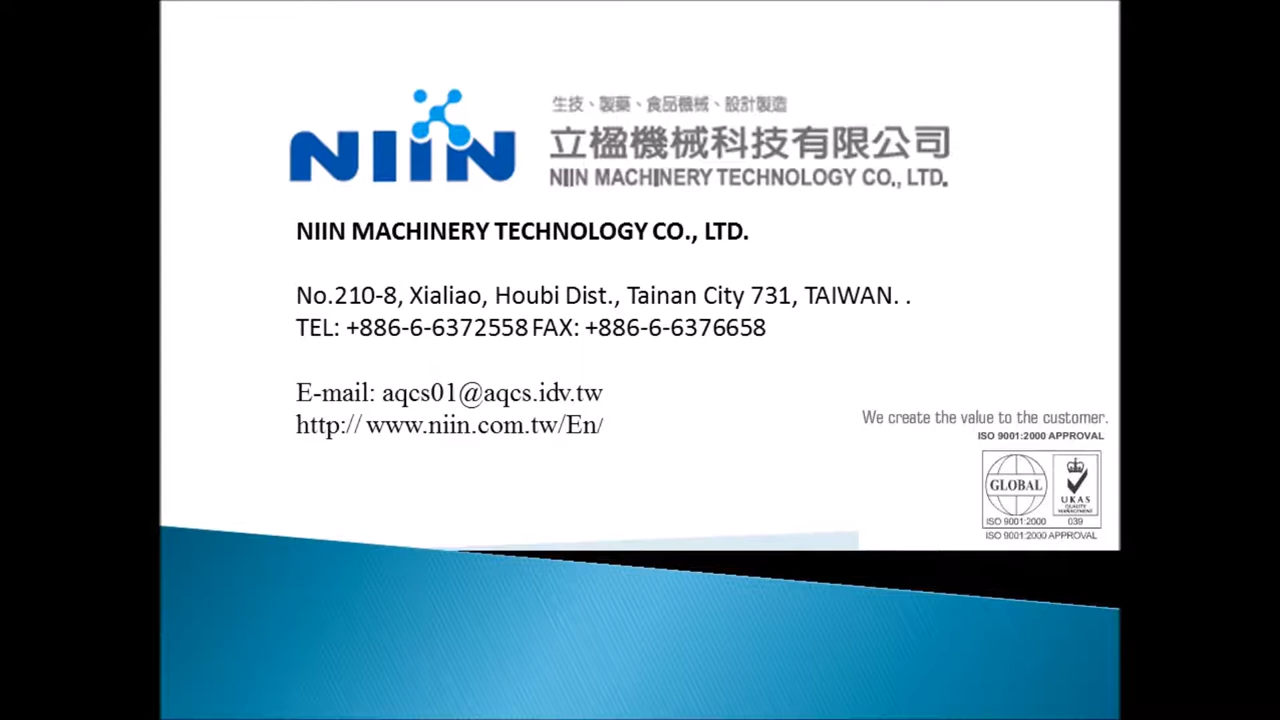 生技、製藥、食品機械、設計製造
NIIN
立楹機械科技有限公司
NIIN MACHINERY TECHNOLOGY CO., LTD.
NIIN MACHINERY TECHNOLOGY CO., LTD.
No.210-8, Xialiao, Houbi Dist., Tainan City 731, TAIWAN. .
TEL: +886-6-6372558 FAX: +886-6-6376658
E-mail: aqcs01@aqcs.idv.tw
http:// www.niin.com.tw/En/
We create the value to the customer.
ISO 9001:2000 APPROVAL
GLOBAL
UKAS
QUALITY
MANAGEMENT
ISO 9001:2000 039
ISO 9001:2000 APPROVAL